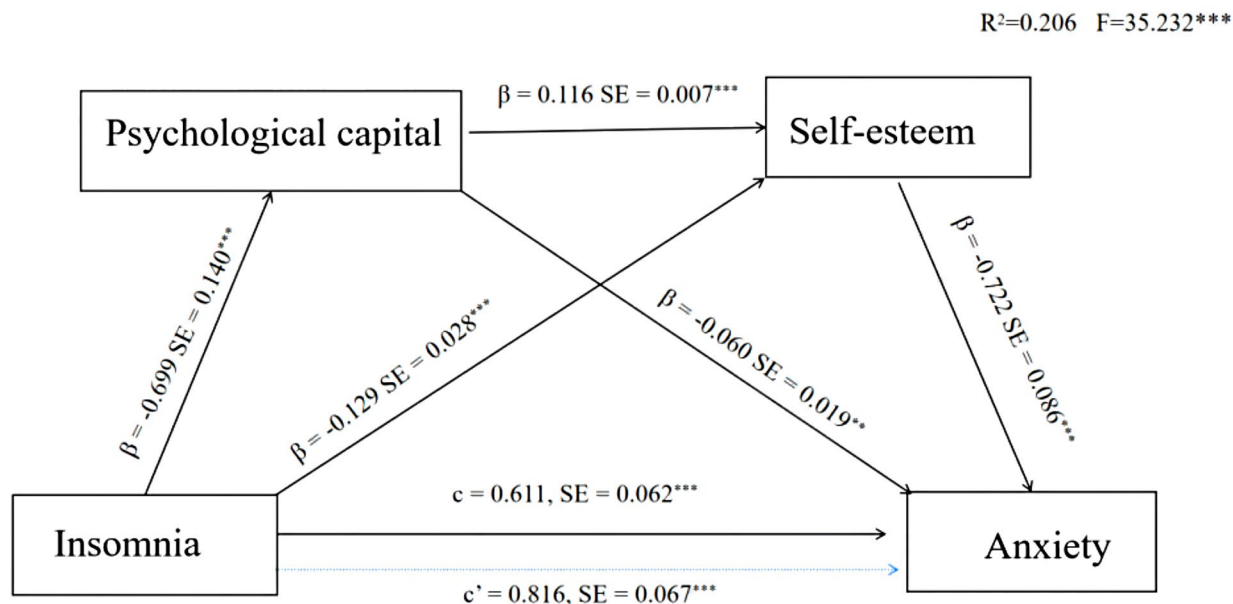 R²=0.206 F=35.232***
β = 0.116 SE = 0.007***
Psychological capital
Self-esteem
β = -0.699 SE = 0.140***
β = -0.129 SE = 0.028***
β = -0.060 SE = 0.019**
β = -0.722 SE = 0.086***
c = 0.611, SE = 0.062***
Insomnia
Anxiety
c’ = 0.816, SE = 0.067***